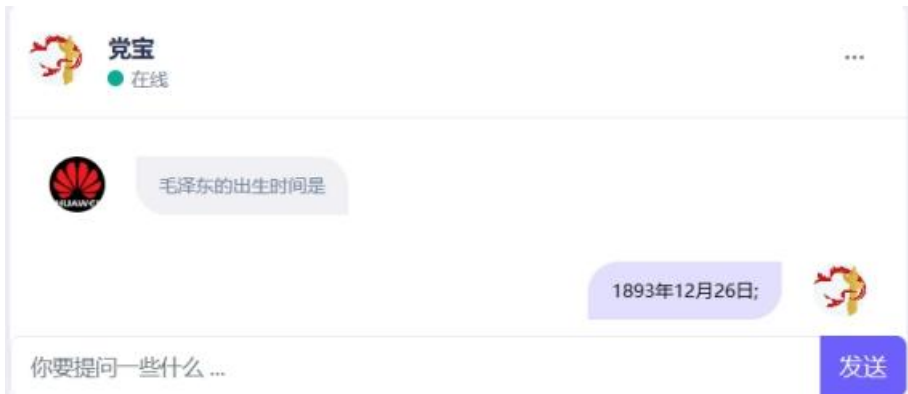 党宝
在线
...
毛泽东的出生时间是
HUAWEI
1893年12月26日;
你要提问一些什么 ...
发送